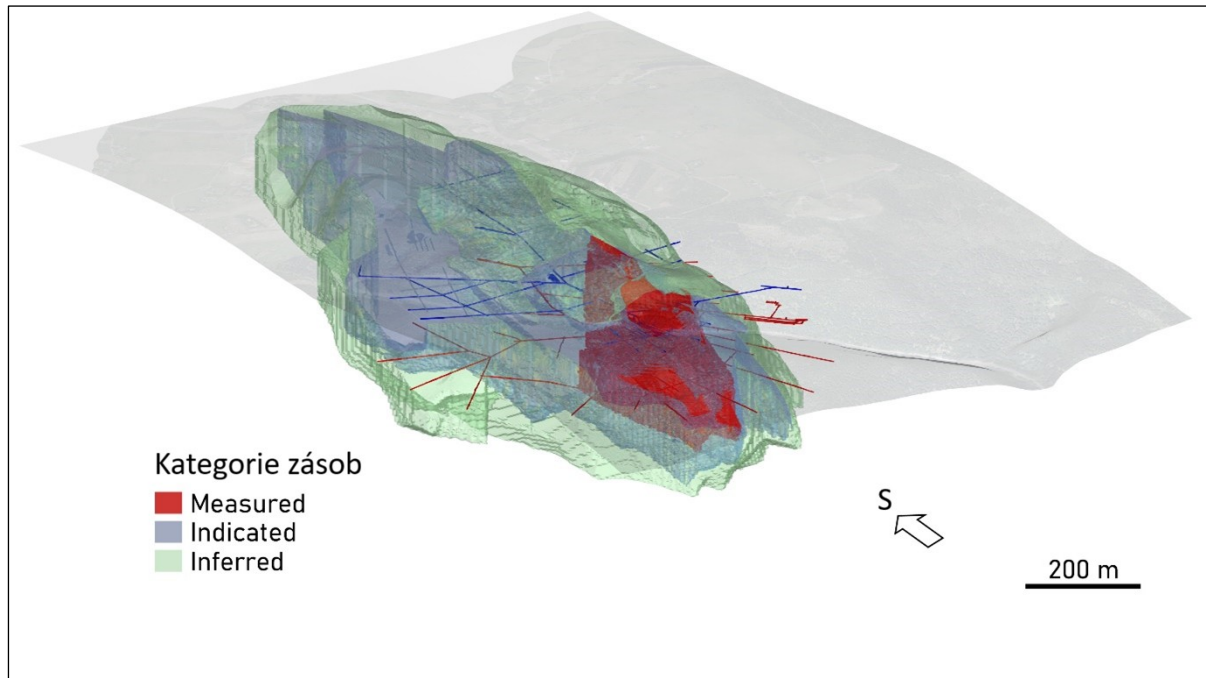 Kategorie zásob
Measured
Indicated
Inferred
S
200 m